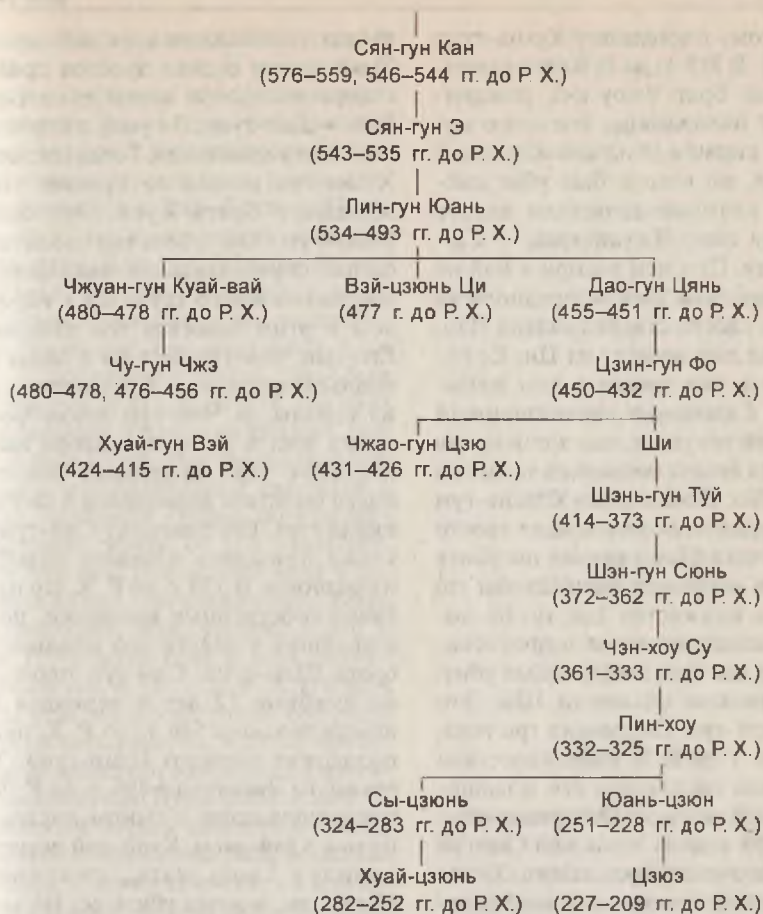 Сян-гун Кан
(576–559, 546–544 гг. до Р. Х.)
Сян-гун Э
(543–535 гг. до Р. Х.)
Лин-гун Юань
(534–493 гг. до Р. Х.)
Чжуан-гун Куай-вай Вэй-цзюнь Ци Дао-гун Цянь
(480–478 гг. до Р. Х.) (477 г. до Р. Х.) (455–451 гг. до Р. Х.)
Чу-гун Чжэ Цзин-гун Фо
(480–478, 476–456 гг. до Р. Х.) (450–432 гг. до Р. Х.)
Хуай-гун Вэй Чжао-гун Цзю Ши
(424–415 гг. до Р. Х.) (431–426 гг. до Р. Х.)
Шэнь-гун Туй
(414–373 гг. до Р. Х.)
Шэн-гун Сюнь
(372–362 гг. до Р. Х.)
Чэн-хоу Су
(361–333 гг. до Р. Х.)
Пин-хоу
(332–325 гг. до Р. Х.)
Сы-цзюнь Юань-цзюн
(324–283 гг. до Р. Х.) (251–228 гг. до Р. Х.)
Хуай-цзюнь Цзюэ
(282–252 гг. до Р. Х.) (227–209 гг. до Р. Х.)